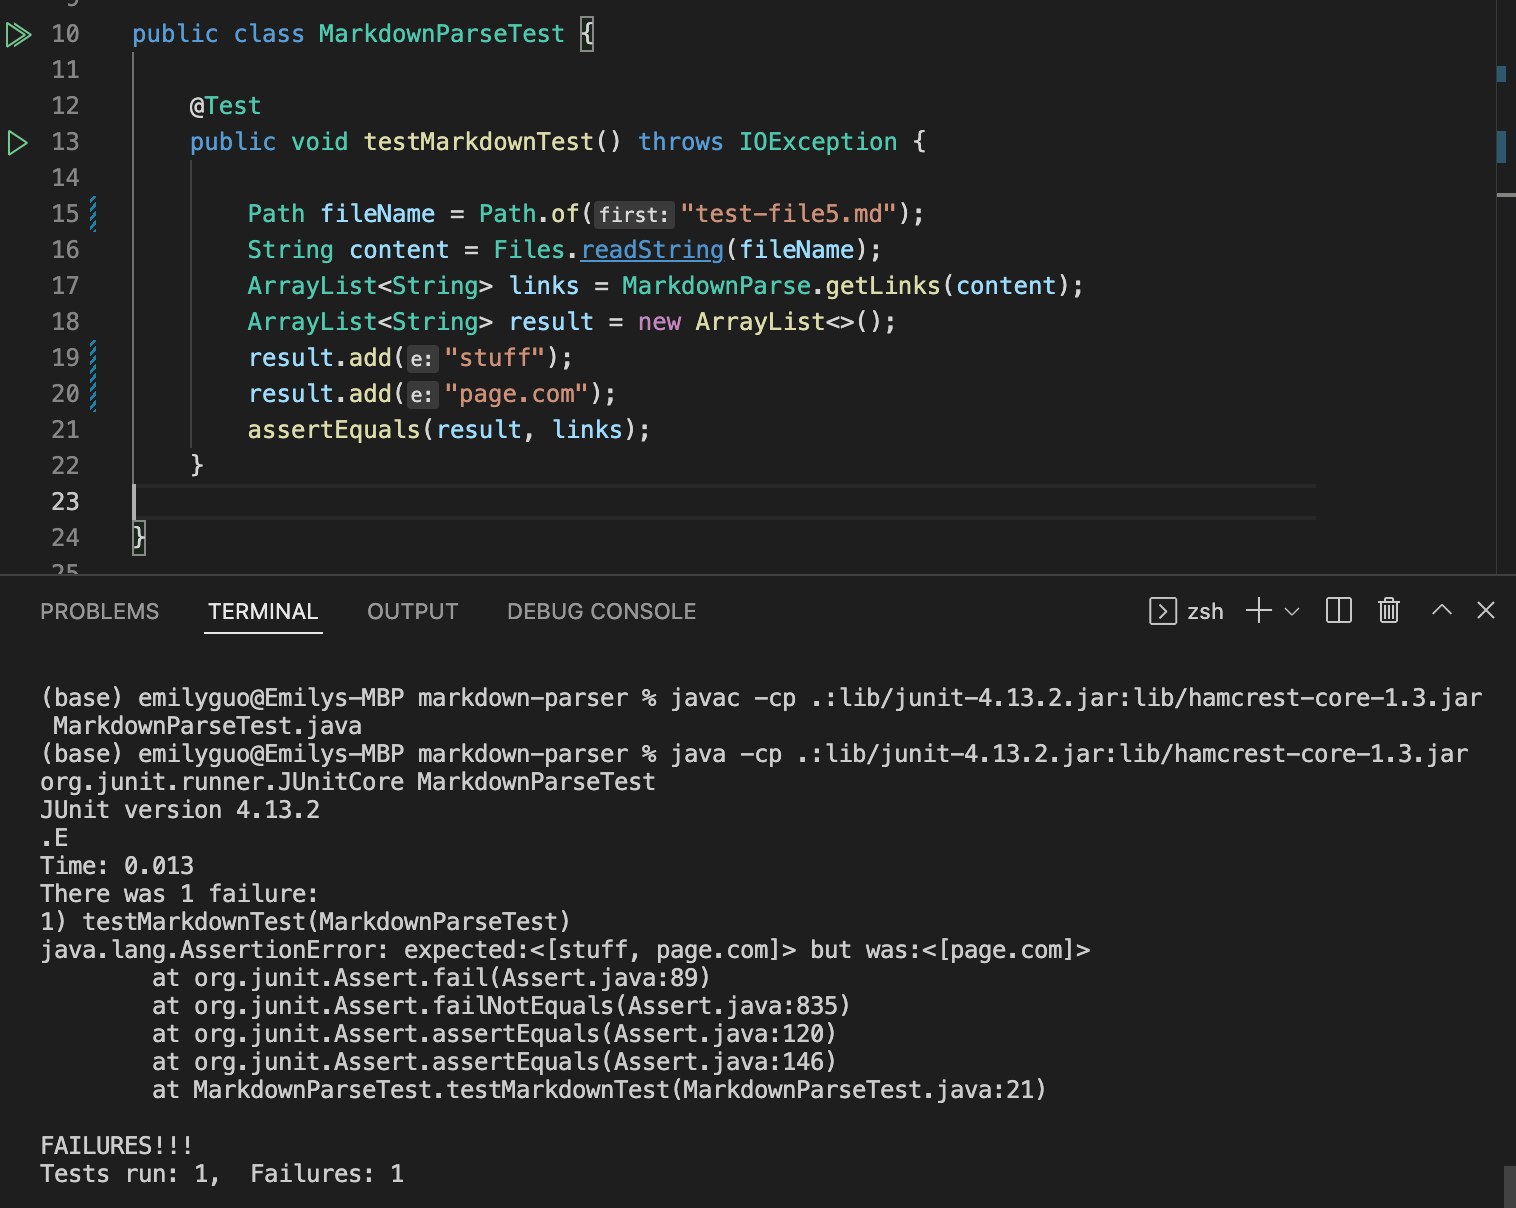 9
10 public class MarkdownParseTest {
11
12 @Test
13 public void testMarkdownTest() throws IOException {
14
15 Path fileName = Path.of(first: "test-file5.md");
16 String content = Files.readString(fileName);
17 ArrayList<String> links = MarkdownParse.getLinks(content);
18 ArrayList<String> result = new ArrayList<>();
19 result.add(e: "stuff");
20 result.add(e: "page.com");
21 assertEquals(result, links);
22 }
23
24 }
25
PROBLEMS TERMINAL OUTPUT DEBUG CONSOLE zsh
(base) emilyguo@Emilys-MBP markdown-parser % javac -cp .:lib/junit-4.13.2.jar:lib/hamcrest-core-1.3.jar
MarkdownParseTest.java
(base) emilyguo@Emilys-MBP markdown-parser % java -cp .:lib/junit-4.13.2.jar:lib/hamcrest-core-1.3.jar
org.junit.runner.JUnitCore MarkdownParseTest
JUnit version 4.13.2
.E
Time: 0.013
There was 1 failure:
1) testMarkdownTest(MarkdownParseTest)
java.lang.AssertionError: expected:<[stuff, page.com]> but was:<[page.com]>
at org.junit.Assert.fail(Assert.java:89)
at org.junit.Assert.failNotEquals(Assert.java:835)
at org.junit.Assert.assertEquals(Assert.java:120)
at org.junit.Assert.assertEquals(Assert.java:146)
at MarkdownParseTest.testMarkdownTest(MarkdownParseTest.java:21)
FAILURES!!!
Tests run: 1,  Failures: 1